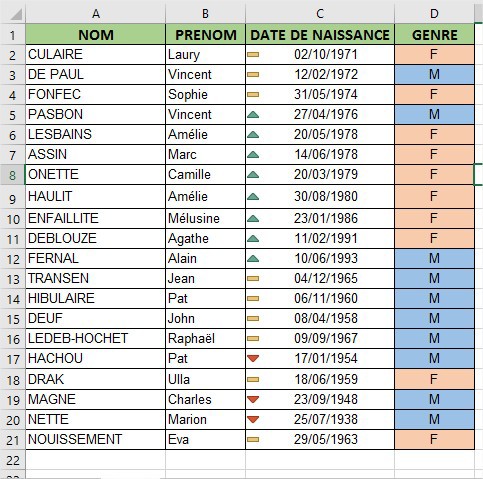 A B C D
1 NOM PRENOM DATE DE NAISSANCE GENRE
2 CULAIRE Laury 02/10/1971 F
3 DE PAUL Vincent 12/02/1972 M
4 FONFEC Sophie 31/05/1974 F
5 PASBON Vincent 27/04/1976 M
6 LESBAINS Amélie 20/05/1978 F
7 ASSIN Marc 14/06/1978 F
8 ONETTE Camille 20/03/1979 F
9 HAULIT Amélie 30/08/1980 F
10 ENFAILLITE Mélusine 23/01/1986 F
11 DEBLOUZE Agathe 11/02/1991 F
12 FERNAL Alain 10/06/1993 M
13 TRANSEN Jean 04/12/1965 M
14 HIBULAIRE Pat 06/11/1960 M
15 DEUF John 08/04/1958 M
16 LEDEB-HOCHET Raphaël 09/09/1967 M
17 HACHOU Pat 17/01/1954 M
18 DRAK Ulla 18/06/1959 F
19 MAGNE Charles 23/09/1948 M
20 NETTE Marion 25/07/1938 M
21 NOUISSEMENT Eva 29/05/1963 F
22